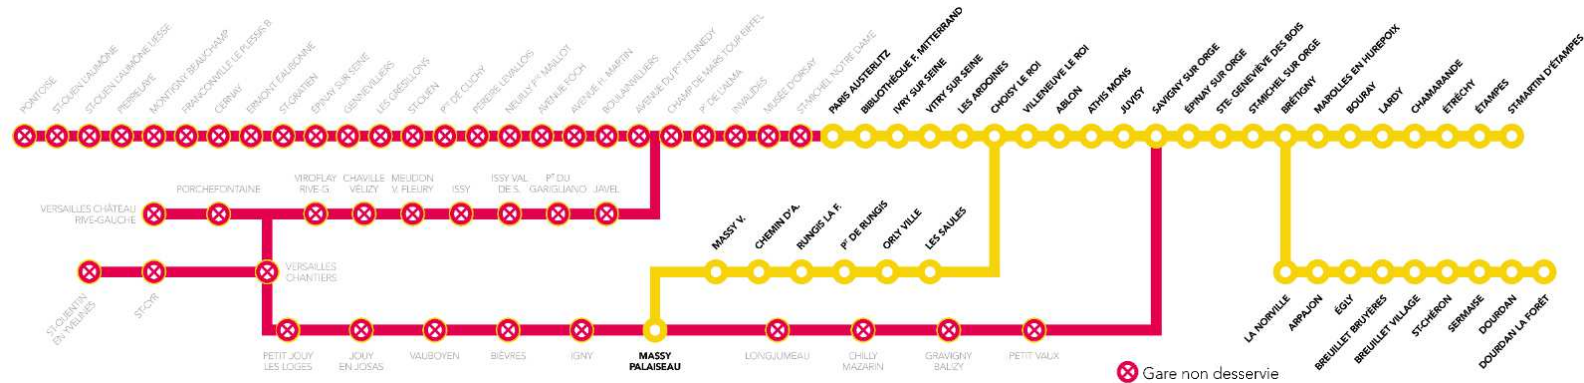 PONTOISE
ST-OUEN L'AUMÔNE
ST-OUEN L'AUMÔNE LIESSE
PIERRELAYE
MONTIGNY BEAUCHAMP
FRANCONVILLE LE PLESSIS B.
CERNAY
ERMONT EAUBONNE
ST-GRATIEN
ÉPINAY SUR SEINE
GENNEVILLIERS
LES GRÉSILLONS
ST-OUEN
Pᵗᵉ DE CLICHY
PEREIRE LEVALLOIS
NEUILLY Pᵗᵉ MAILLOT
AVENUE FOCH
AVENUE H. MARTIN
BOULAINVILLIERS
AVENUE DU Pᵈᵗ KENNEDY
CHAMP DE MARS TOUR EIFFEL
Pᵗ DE L'ALMA
INVALIDES
MUSÉE D'ORSAY
ST-MICHEL NOTRE DAME
PARIS AUSTERLITZ
BIBLIOTHÈQUE F. MITTERRAND
IVRY SUR SEINE
VITRY SUR SEINE
LES ARDOINES
CHOISY LE ROI
VILLENEUVE LE ROI
ABLON
ATHIS MONS
JUVISY
SAVIGNY SUR ORGE
ÉPINAY SUR ORGE
STE- GENEVIÈVE DES BOIS
ST-MICHEL SUR ORGE
BRÉTIGNY
MAROLLES EN HUREPOIX
BOURAY
LARDY
CHAMARANDE
ÉTRÉCHY
ÉTAMPES
ST-MARTIN D'ÉTAMPES
VERSAILLES CHÂTEAU
RIVE-GAUCHE
PORCHEFONTAINE
VIROFLAY
RIVE-G.
CHAVILLE
VÉLIZY
MEUDON
V. FLEURY
ISSY
ISSY VAL
DE S.
Pᵗ DU
GARIGLIANO
JAVEL
MASSY V.
CHEMIN D'A.
RUNGIS LA F.
Pᵗ DE RUNGIS
ORLY VILLE
LES SAULES
ST-QUENTIN
EN YVELINES
ST-CYR
VERSAILLES
CHANTIERS
LA NORVILLE
ARPAJON
ÉGLY
BREUILLET BRUYÈRES
BREUILLET VILLAGE
ST-CHÉRON
SERMAISE
DOURDAN
DOURDAN LA FORÊT
PETIT JOUY
LES LOGES
JOUY
EN JOSAS
VAUBOYEN
BIÈVRES
IGNY
MASSY
PALAISEAU
LONGJUMEAU
CHILLY
MAZARIN
GRAVIGNY
BALIZY
PETIT VAUX
Gare non desservie